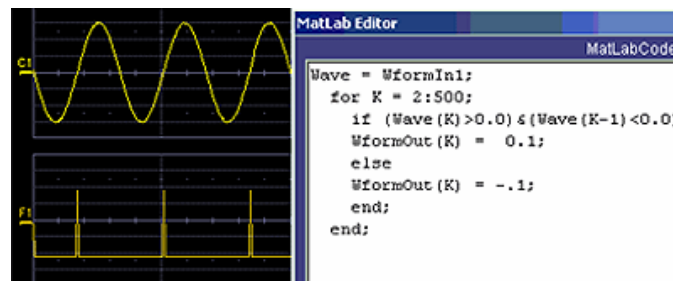 C1
F1
MatLab Editor
MatLabCode
Wave = WformIn1;
for K = 2:500;
if (Wave(K)>0.0)&(Wave(K-1)<0.0)
WformOut(K) = 0.1;
else
WformOut(K) = -.1;
end;
end;